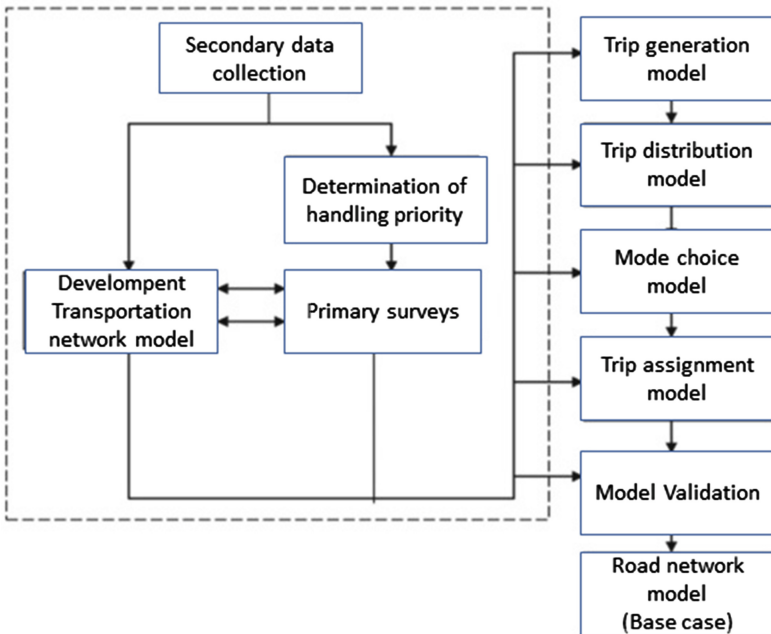 Secondary data
collection
Determination of
handling priority
Develompent
Transportation
network model
Primary surveys
Trip generation
model
Trip distribution
model
Mode choice
model
Trip assignment
model
Model Validation
Road network
model
(Base case)